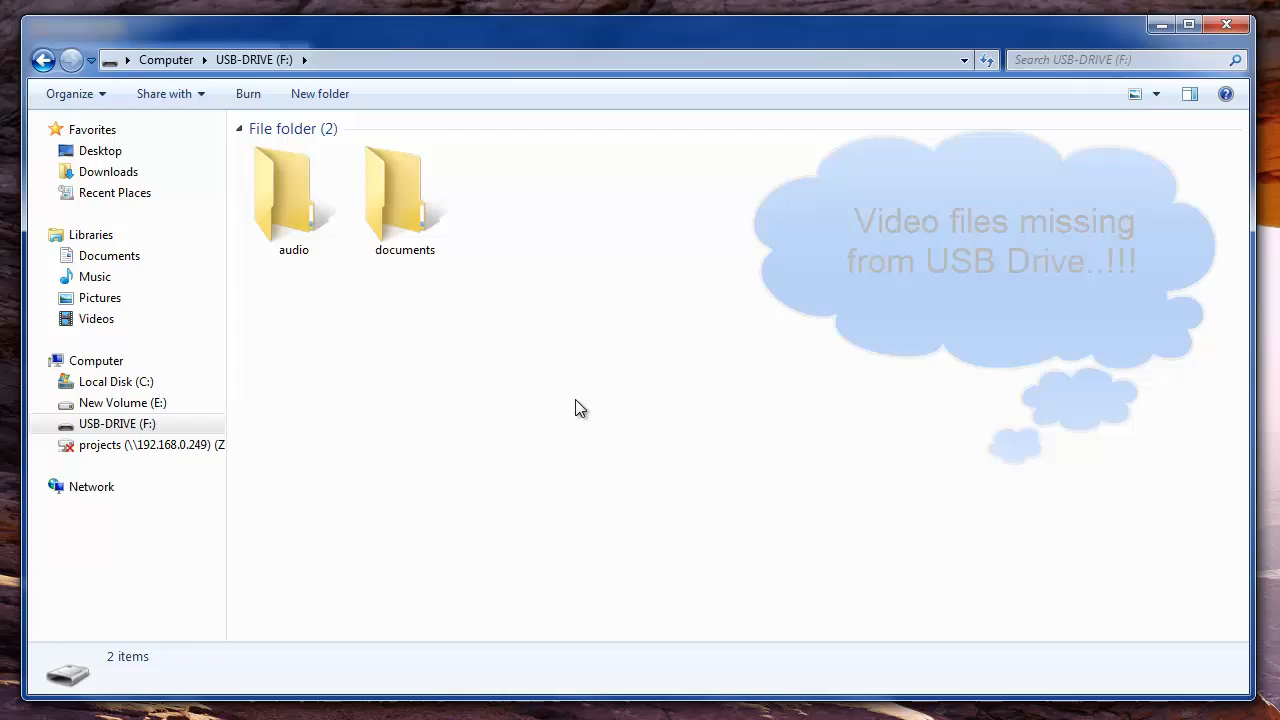 Computer
USB-DRIVE (F:)
Search USB-DRIVE (F:)
Organize
Share with
Burn
New folder
Favorites
Desktop
Downloads
Recent Places
Libraries
Documents
Music
Pictures
Videos
Computer
Local Disk (C:)
New Volume (E:)
USB-DRIVE (F:)
projects (\\192.168.0.249) (Z
Network
File folder (2)
audio
documents
Video files missing
from USB Drive..!!!
2 items